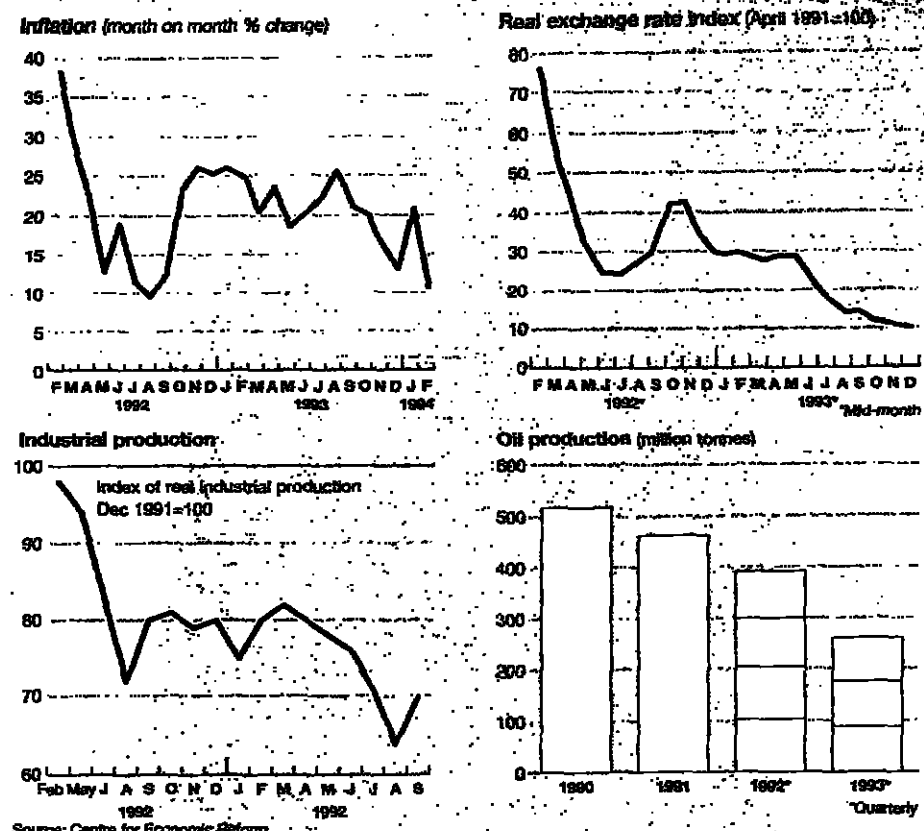 Inflation (month on month % change)
40
35
30
25
20
15
10
5
0
F M A M J J A S O N D J F M A M J J A S O N D J F
1992 1993 1994
Real exchange rate index (April 1991=100)
80
70
60
50
40
30
20
10
0
F M A M J J A S O N D J F M A M J J A S O N D
1992* 1993*
*Mid-month
Industrial production
100
90
80
70
60
Index of real industrial production
Dec 1991=100
Feb May J A S O N D J F M A M J J A S
1992 1992
Oil production (million tonnes)
600
500
400
300
200
100
0
1990 1991 1992* 1993*
*Quarterly
Source: Centre for Economic Reform